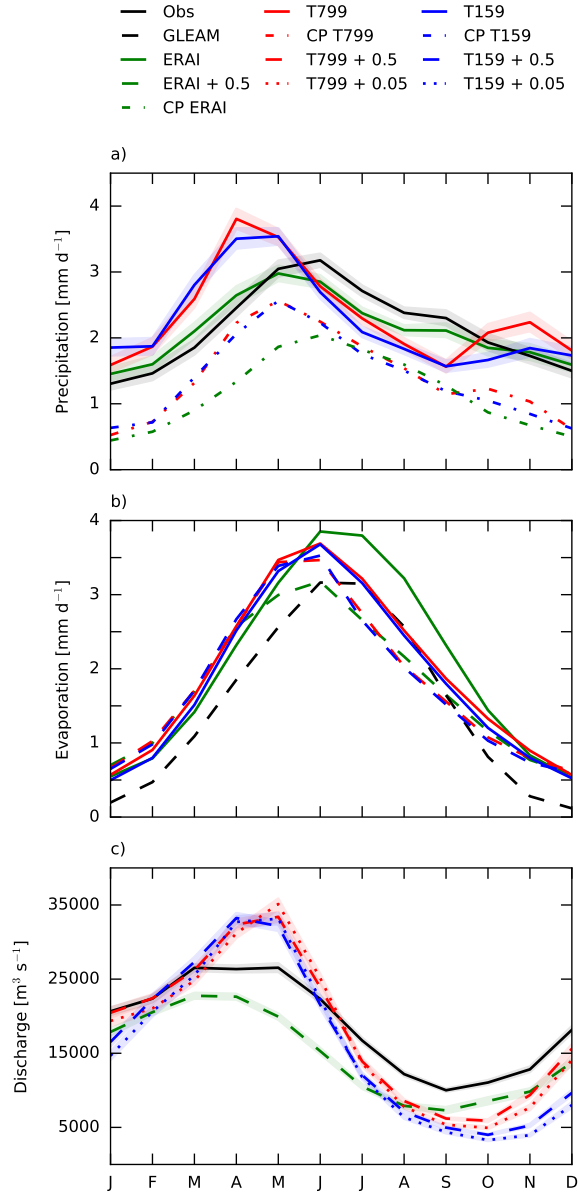 Obs T799 T159
GLEAM CP T799 CP T159
ERAI T799 + 0.5 T159 + 0.5
ERAI + 0.5 T799 + 0.05 T159 + 0.05
CP ERAI
a)
Precipitation [mm d⁻¹]
4
3
2
1
0
b)
Evaporation [mm d⁻¹]
4
3
2
1
0
c)
Discharge [m³ s⁻¹]
35000
25000
15000
5000
J F M A M J J A S O N D